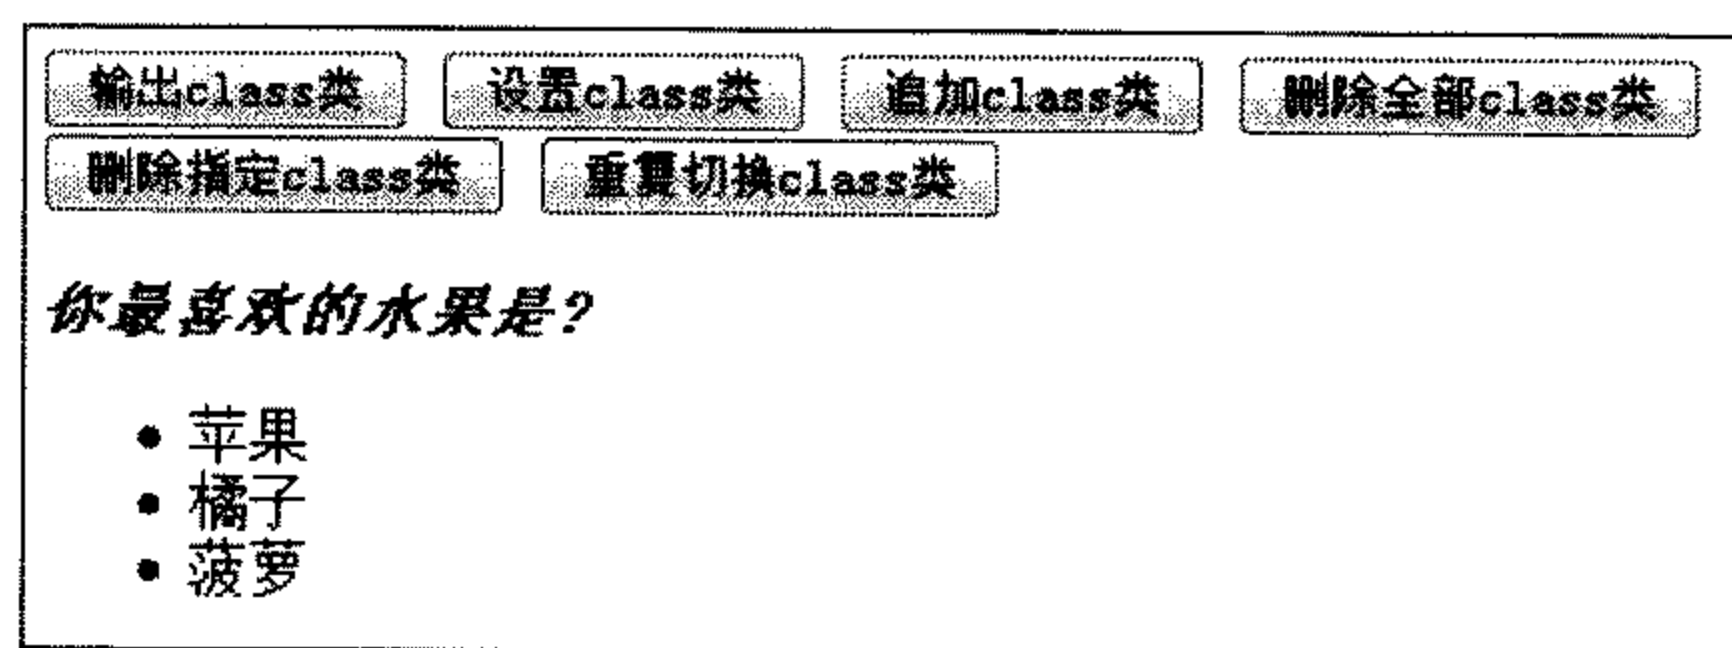 输出class类 设置class类 追加class类 删除全部class类
删除指定class类 重复切换class类
你最喜欢的水果是?
苹果
橘子
菠萝